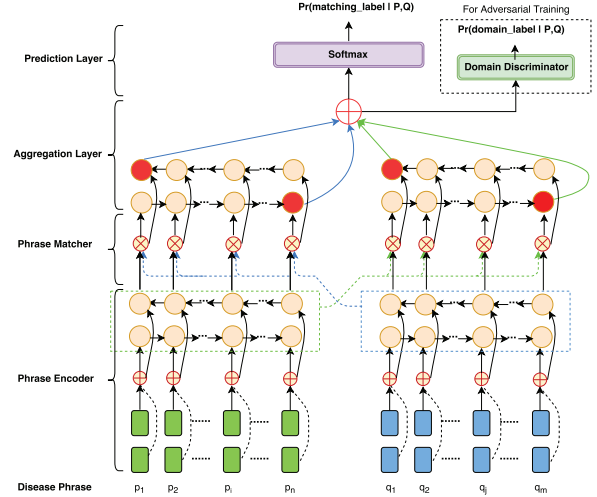 For Adversarial Training
Pr(matching_label | P,Q)
Pr(domain_label | P,Q)
Prediction Layer
Softmax
Domain Discriminator
Aggregation Layer
Phrase Matcher
Phrase Encoder
Disease Phrase
p1 p2 pi pn q1 q2 qj qm